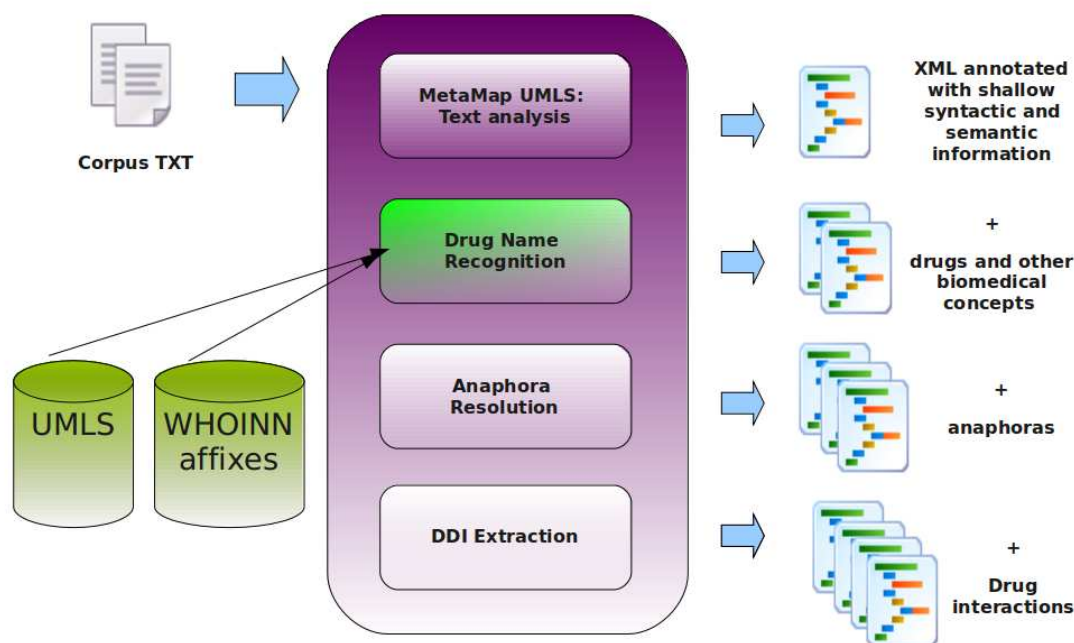 Corpus TXT
MetaMap UMLS:
Text analysis
XML annotated
with shallow
syntactic and
semantic
information
Drug Name
Recognition
+
drugs and other
biomedical
concepts
UMLS
WHOINN
affixes
Anaphora
Resolution
+
anaphoras
DDI Extraction
+
Drug
interactions